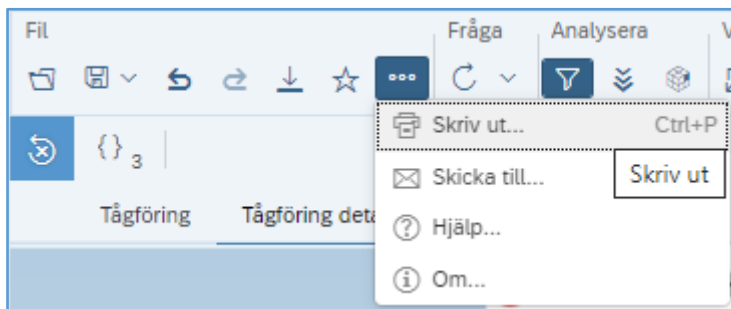 Fil
Fråga
Analysera
{} 3
Skriv ut...
Ctrl+P
Skriv ut
Skicka till...
Tågföring
Tågföring deta
Hjälp...
Om...